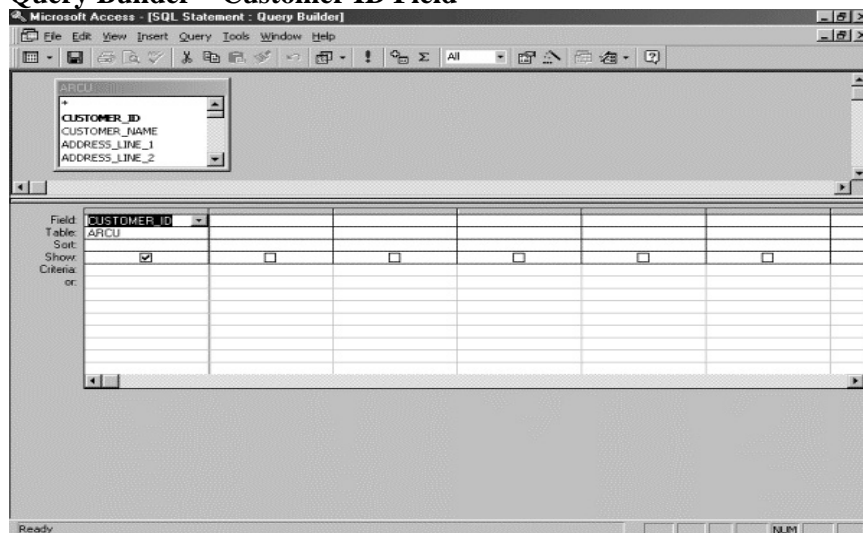 Query Builder – Customer ID Field
Microsoft Access - [SQL Statement : Query Builder]
File Edit View Insert Query Tools Window Help
All
ARCU
*
CUSTOMER_ID
CUSTOMER_NAME
ADDRESS_LINE_1
ADDRESS_LINE_2
Field: CUSTOMER_ID
Table: ARCU
Sort:
Show:
Criteria:
or:
Ready NUM